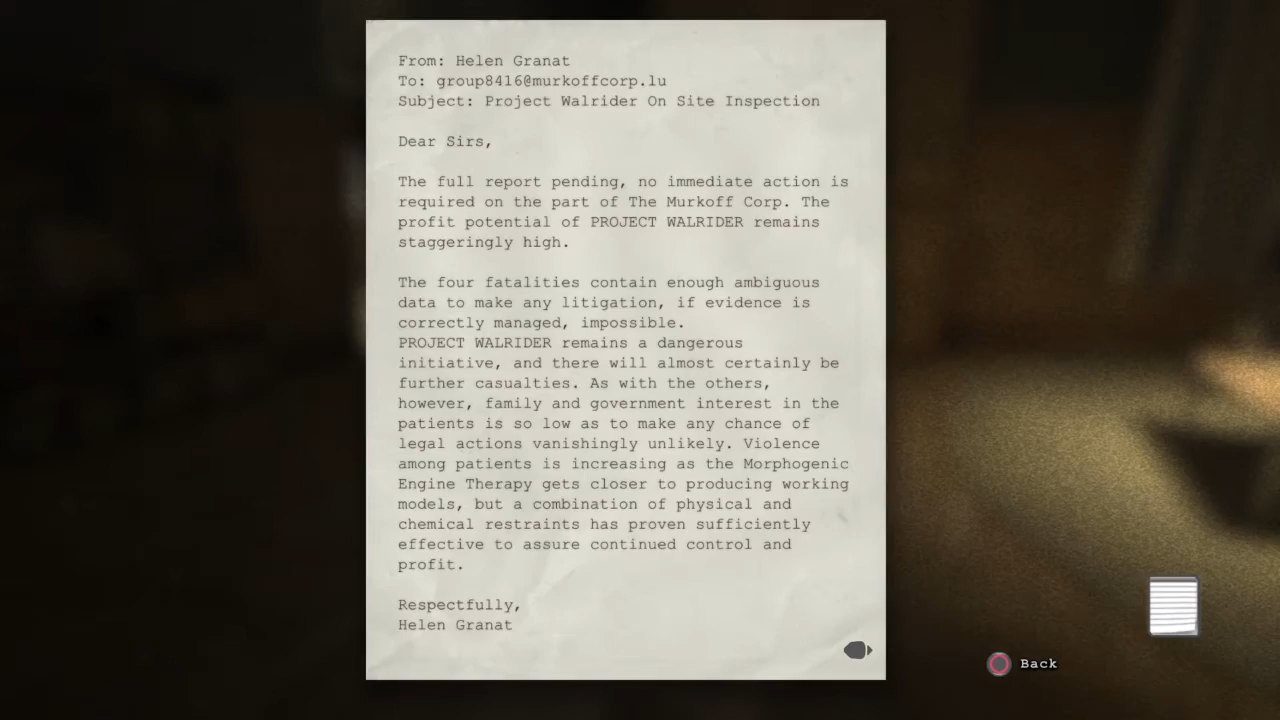 From: Helen Granat
To: group8416@murkoffcorp.lu
Subject: Project Walrider On Site Inspection
Dear Sirs,
The full report pending, no immediate action is
required on the part of The Murkoff Corp. The
profit potential of PROJECT WALRIDER remains
staggeringly high.
The four fatalities contain enough ambiguous
data to make any litigation, if evidence is
correctly managed, impossible.
PROJECT WALRIDER remains a dangerous
initiative, and there will almost certainly be
further casualties. As with the others,
however, family and government interest in the
patients is so low as to make any chance of
legal actions vanishingly unlikely. Violence
among patients is increasing as the Morphogenic
Engine Therapy gets closer to producing working
models, but a combination of physical and
chemical restraints has proven sufficiently
effective to assure continued control and
profit.
Respectfully,
Helen Granat
Back